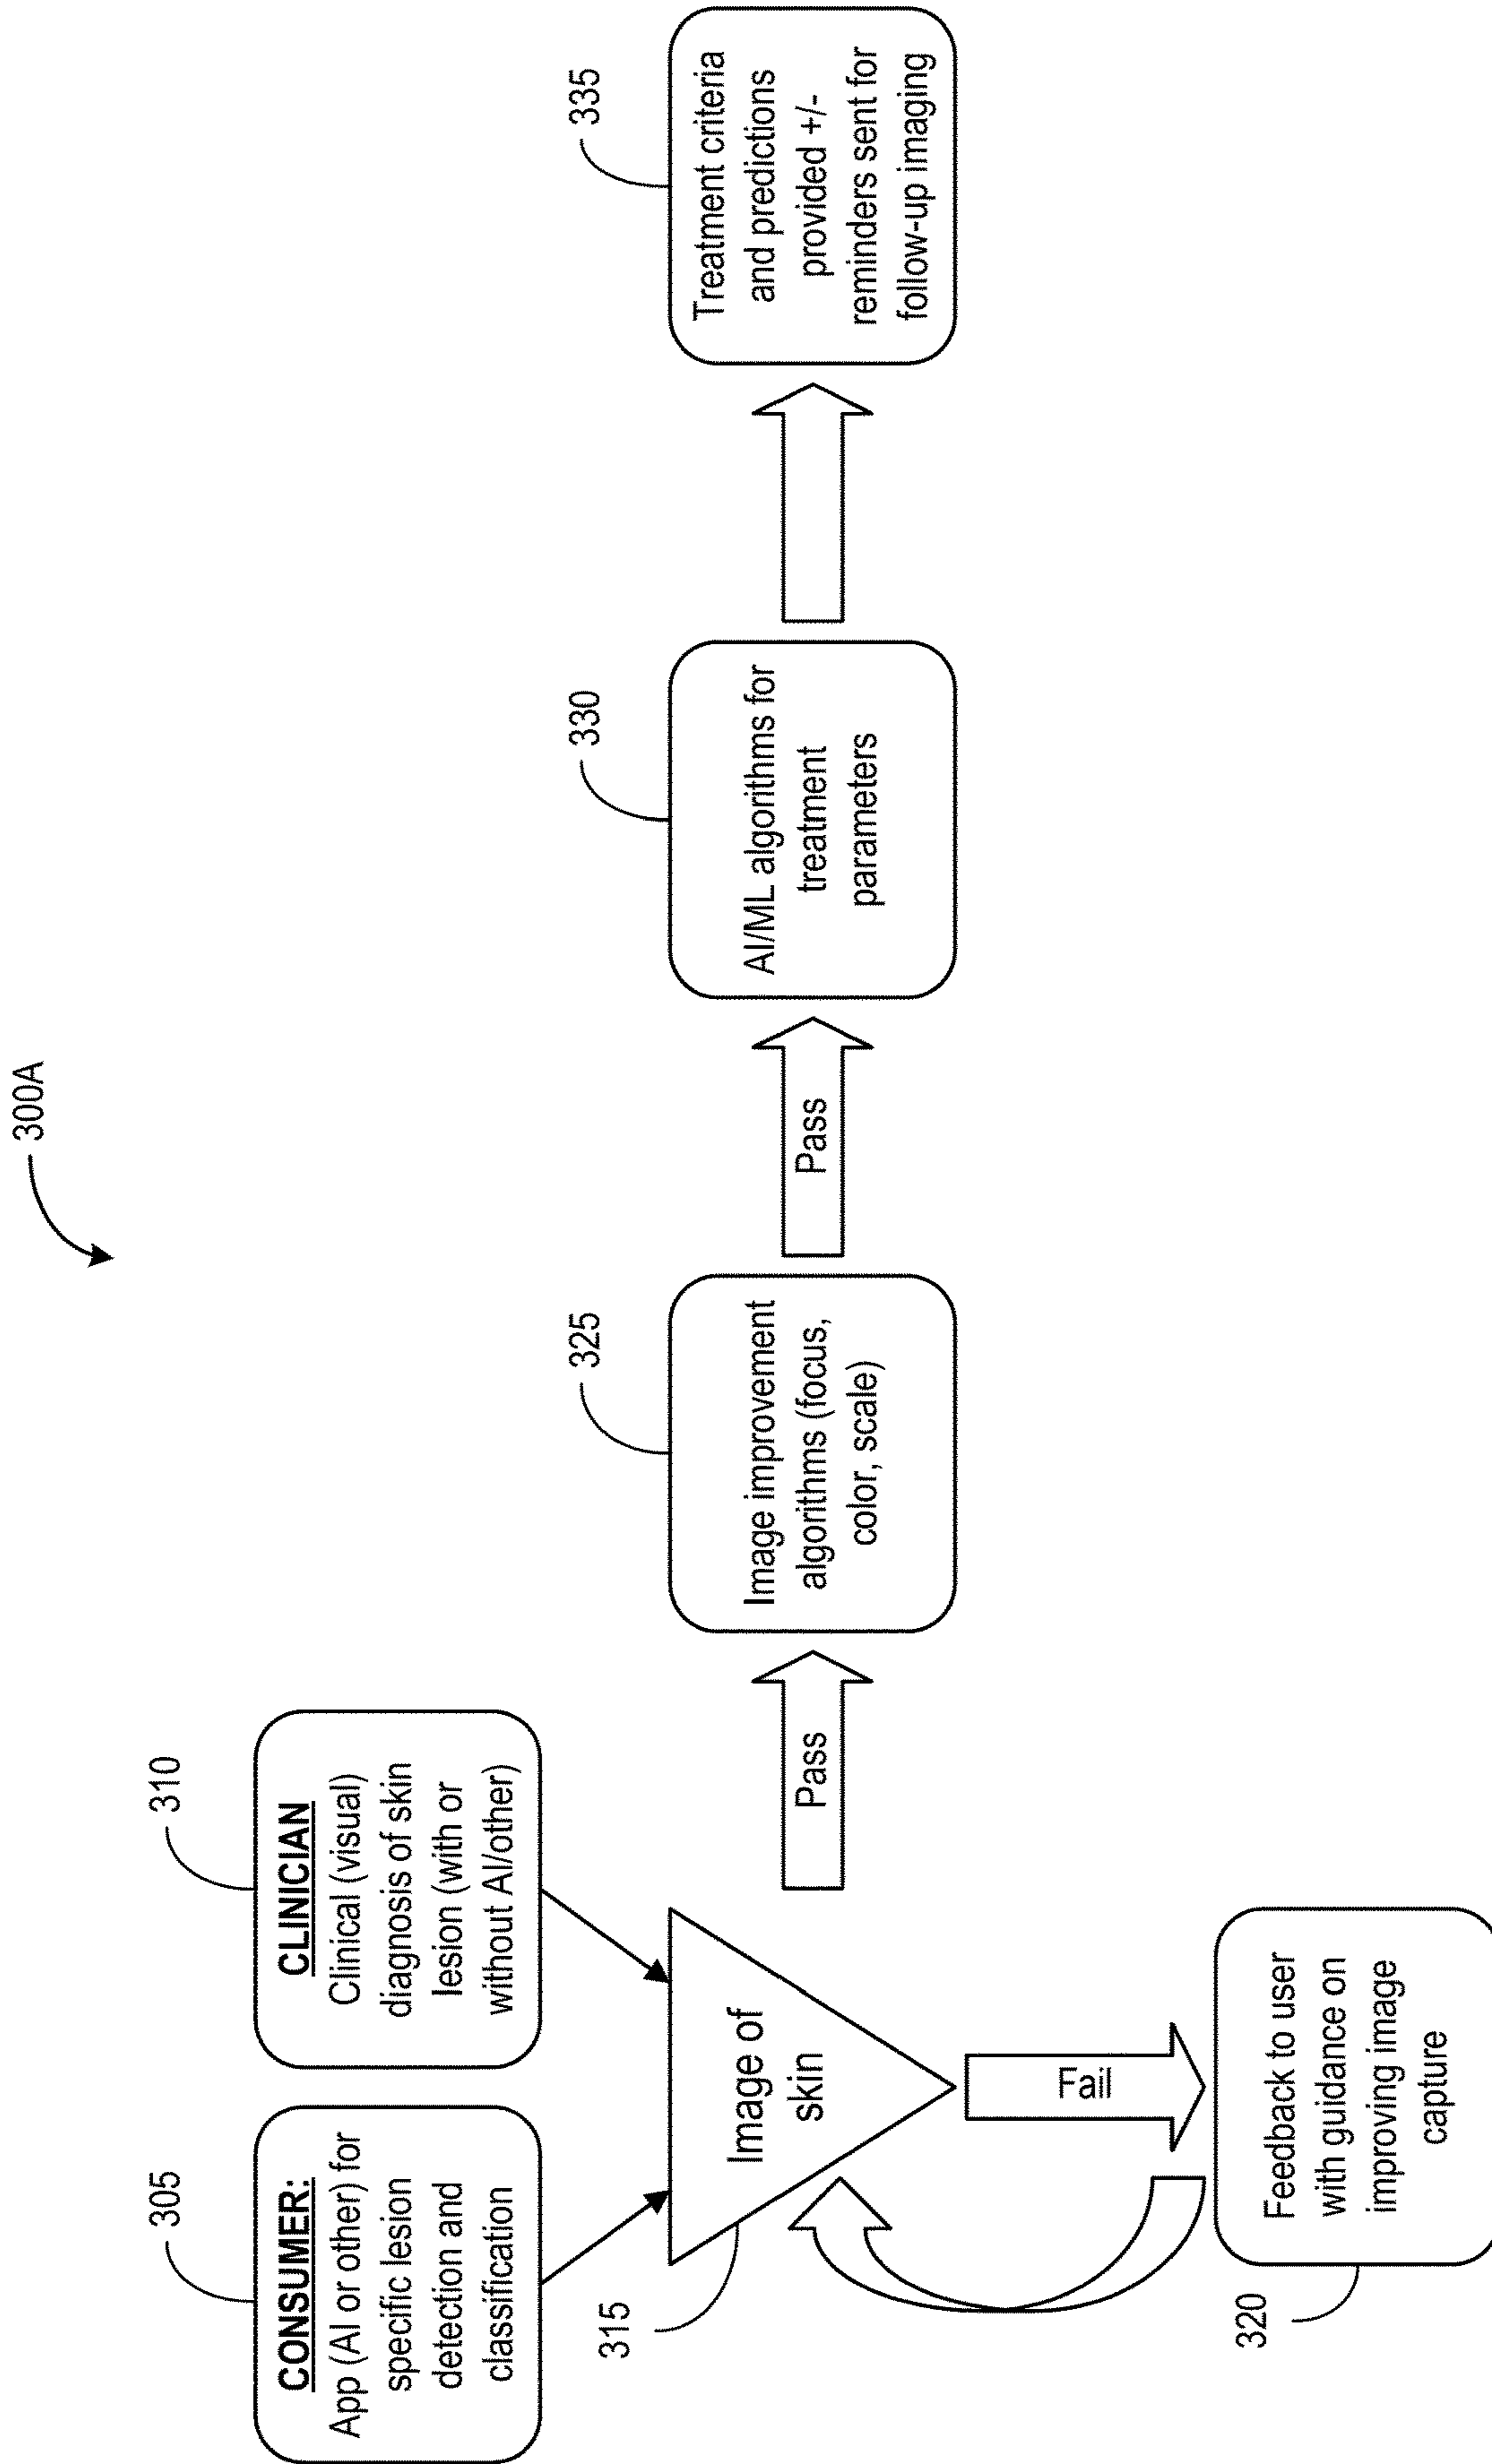 300A
305
CONSUMER:
App (AI or other) for
specific lesion
detection and
classification
310
CLINICIAN
Clinical (visual)
diagnosis of skin
lesion (with or
without AI/other)
315
Image of
skin
Fail
320
Feedback to user
with guidance on
improving image
capture
Pass
325
Image improvement
algorithms (focus,
color, scale)
Pass
330
AI/ML algorithms for
treatment
parameters
335
Treatment criteria
and predictions
provided +/-
reminders sent for
follow-up imaging